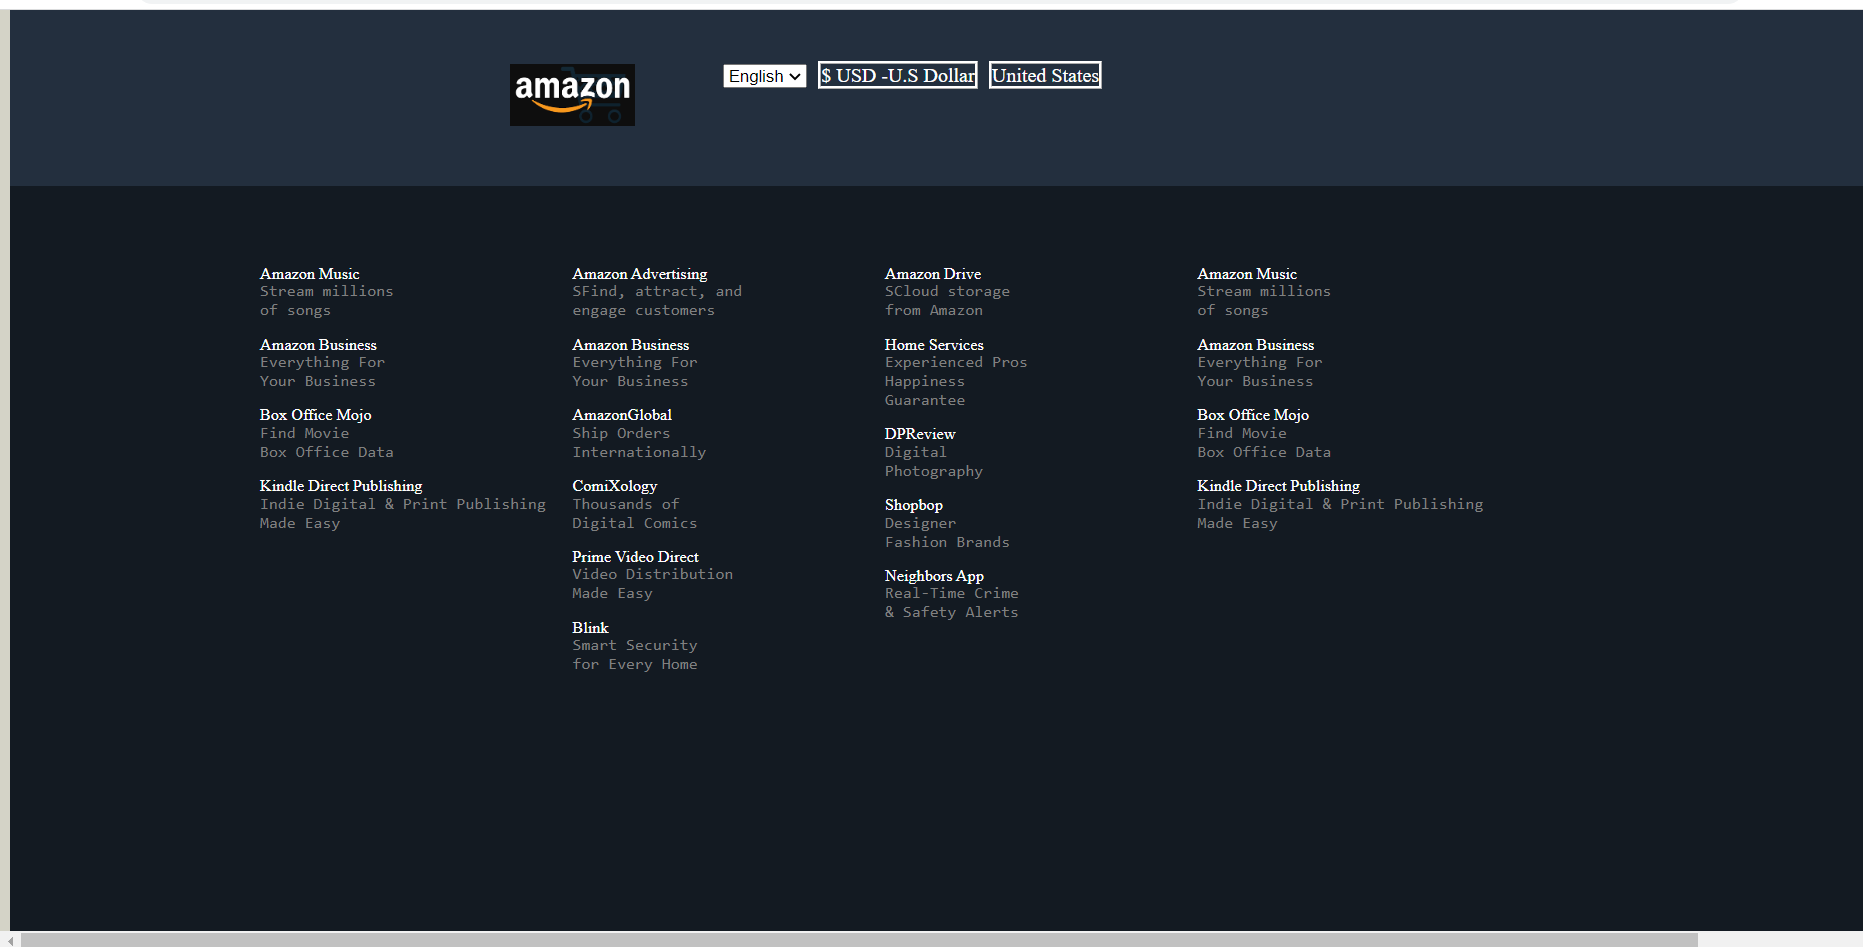 amazon
English
$ USD -U.S Dollar
United States
Amazon Music
Stream millions
of songs
Amazon Business
Everything For
Your Business
Box Office Mojo
Find Movie
Box Office Data
Kindle Direct Publishing
Indie Digital & Print Publishing
Made Easy
Amazon Advertising
SFind, attract, and
engage customers
Amazon Business
Everything For
Your Business
AmazonGlobal
Ship Orders
Internationally
ComiXology
Thousands of
Digital Comics
Prime Video Direct
Video Distribution
Made Easy
Blink
Smart Security
for Every Home
Amazon Drive
SCloud storage
from Amazon
Home Services
Experienced Pros
Happiness
Guarantee
DPReview
Digital
Photography
Shopbop
Designer
Fashion Brands
Neighbors App
Real-Time Crime
& Safety Alerts
Amazon Music
Stream millions
of songs
Amazon Business
Everything For
Your Business
Box Office Mojo
Find Movie
Box Office Data
Kindle Direct Publishing
Indie Digital & Print Publishing
Made Easy